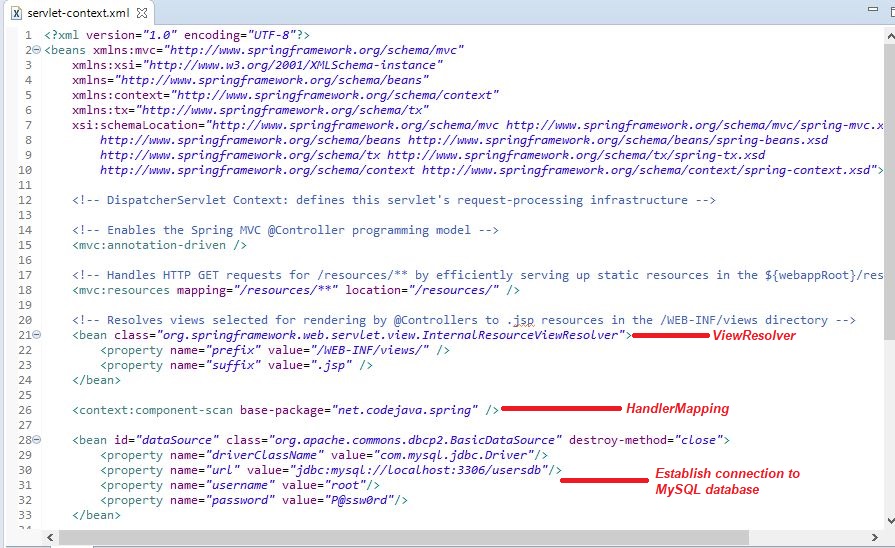 servlet-context.xml
1 <?xml version="1.0" encoding="UTF-8"?>
2 <beans xmlns:mvc="http://www.springframework.org/schema/mvc"
3 xmlns:xsi="http://www.w3.org/2001/XMLSchema-instance"
4 xmlns="http://www.springframework.org/schema/beans"
5 xmlns:context="http://www.springframework.org/schema/context"
6 xmlns:tx="http://www.springframework.org/schema/tx"
7 xsi:schemaLocation="http://www.springframework.org/schema/mvc http://www.springframework.org/schema/mvc/spring-mvc.x
8 http://www.springframework.org/schema/beans http://www.springframework.org/schema/beans/spring-beans.xsd
9 http://www.springframework.org/schema/tx http://www.springframework.org/schema/tx/spring-tx.xsd
10 http://www.springframework.org/schema/context http://www.springframework.org/schema/context/spring-context.xsd">
11
12 <!-- DispatcherServlet Context: defines this servlet's request-processing infrastructure -->
13
14 <!-- Enables the Spring MVC @Controller programming model -->
15 <mvc:annotation-driven />
16
17 <!-- Handles HTTP GET requests for /resources/** by efficiently serving up static resources in the ${webappRoot}/res
18 <mvc:resources mapping="/resources/**" location="/resources/" />
19
20 <!-- Resolves views selected for rendering by @Controllers to .jsp resources in the /WEB-INF/views directory -->
21 <bean class="org.springframework.web.servlet.view.InternalResourceViewResolver"> ViewResolver
22 <property name="prefix" value="/WEB-INF/views/" />
23 <property name="suffix" value=".jsp" />
24 </bean>
25
26 <context:component-scan base-package="net.codejava.spring" /> HandlerMapping
27
28 <bean id="dataSource" class="org.apache.commons.dbcp2.BasicDataSource" destroy-method="close">
29 <property name="driverClassName" value="com.mysql.jdbc.Driver"/>
30 <property name="url" value="jdbc:mysql://localhost:3306/usersdb"/>
31 <property name="username" value="root"/>
32 <property name="password" value="P@ssw0rd"/>
Establish connection to
MySQL database
33 </bean>
34